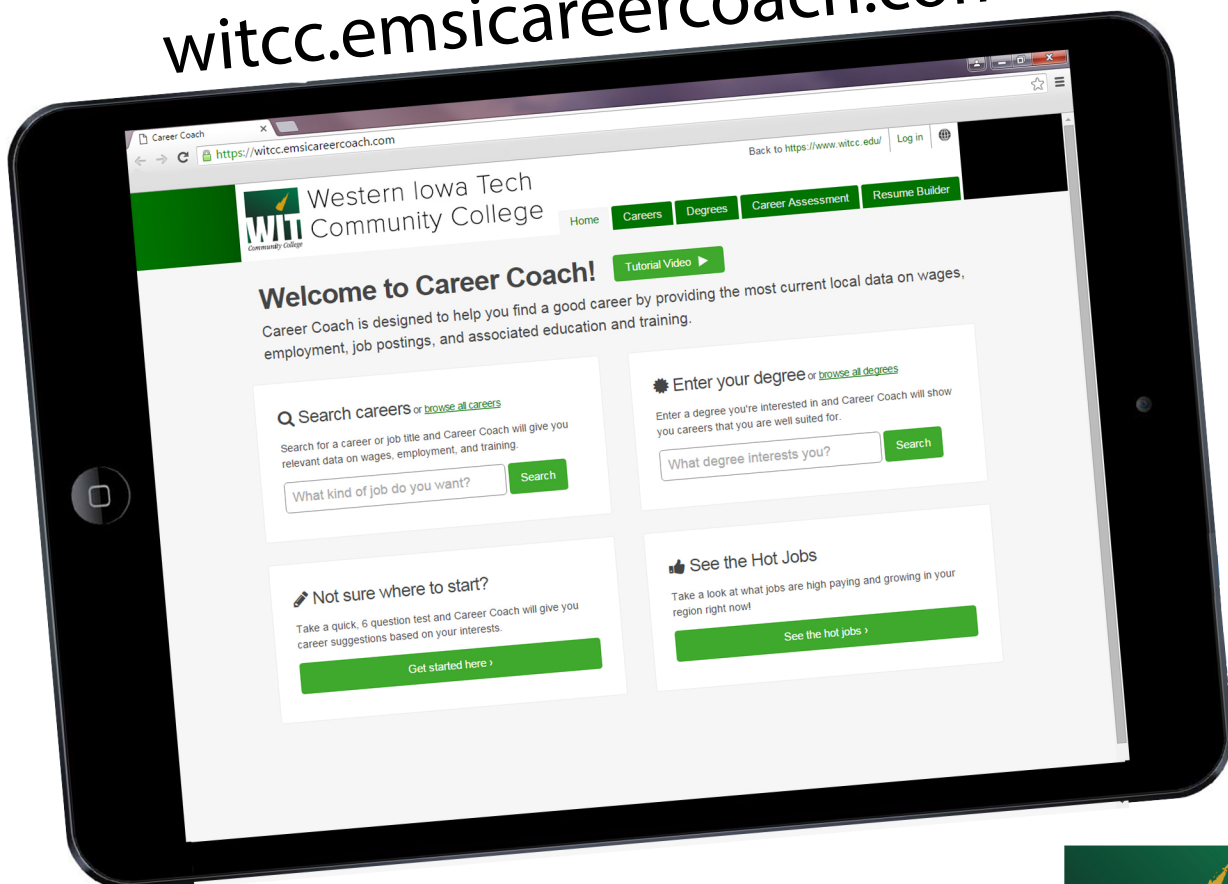 witcc.emsicareercoach.com
Career Coach
https://witcc.emsicareercoach.com
Back to https://www.witcc.edu/ Log in
WIT
Community College
Western Iowa Tech
Community College
Home Careers Degrees Career Assessment Resume Builder
Welcome to Career Coach! Tutorial Video
Career Coach is designed to help you find a good career by providing the most current local data on wages,
employment, job postings, and associated education and training.
Search careers or browse all careers
Search for a career or job title and Career Coach will give you
relevant data on wages, employment, and training.
What kind of job do you want? Search
Enter your degree or browse all degrees
Enter a degree you're interested in and Career Coach will show
you careers that you are well suited for.
What degree interests you? Search
Not sure where to start?
Take a quick, 6 question test and Career Coach will give you
career suggestions based on your interests.
Get started here ›
See the Hot Jobs
Take a look at what jobs are high paying and growing in your
region right now!
See the hot jobs ›